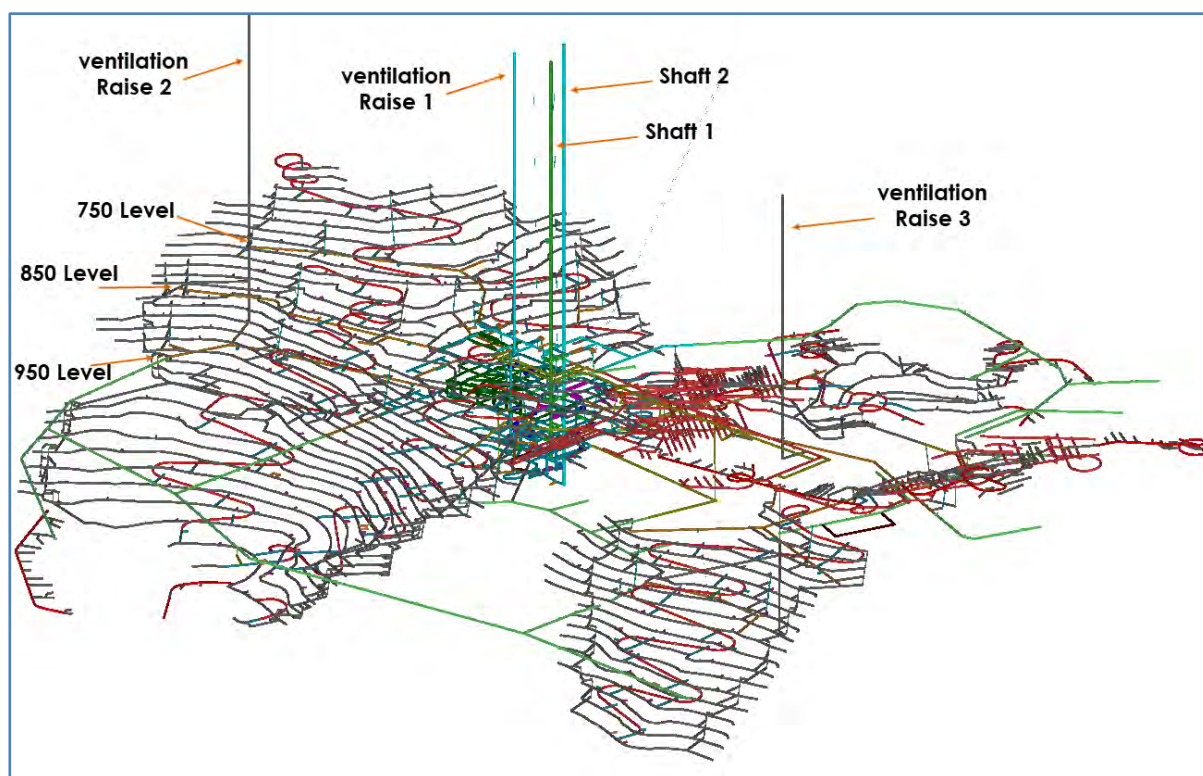 ventilation
Raise 2
ventilation
Raise 1
Shaft 2
Shaft 1
ventilation
Raise 3
750 Level
850 Level
950 Level